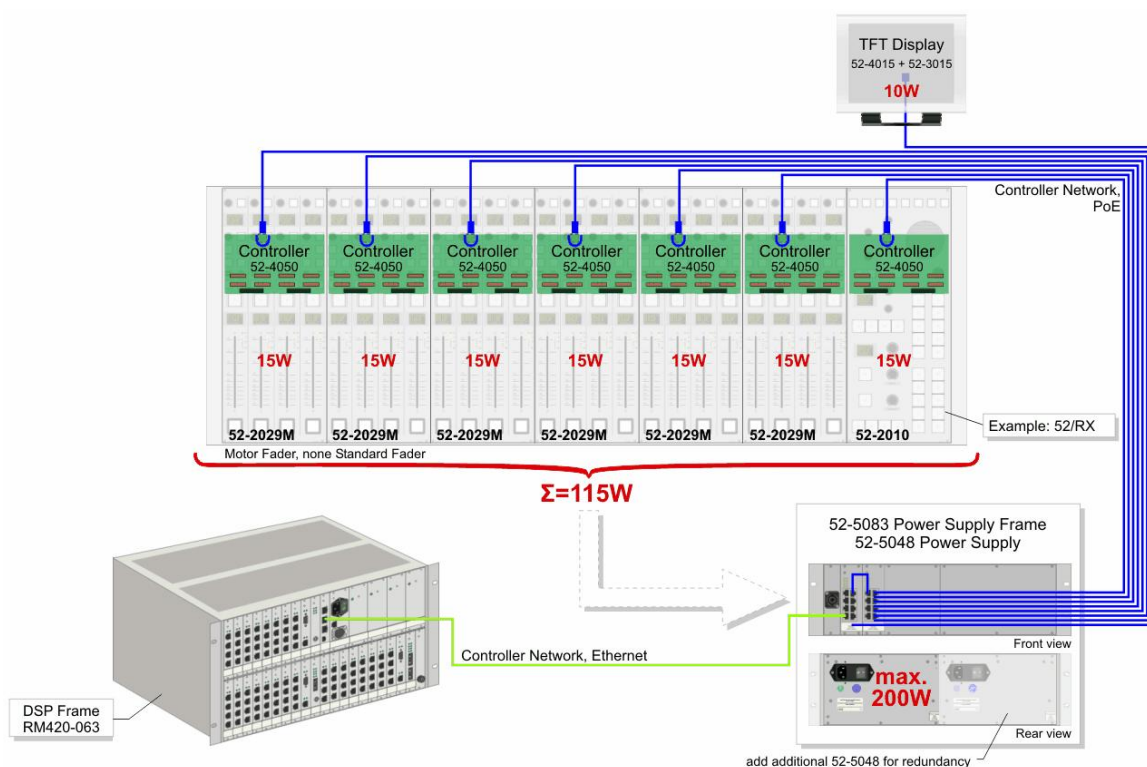 TFT Display
52-4015 + 52-3015
10W
Controller Network,
PoE
Controller
52-4050
Controller
52-4050
Controller
52-4050
Controller
52-4050
Controller
52-4050
Controller
52-4050
Controller
52-4050
15W
15W
15W
15W
15W
15W
15W
52-2029M
52-2029M
52-2029M
52-2029M
52-2029M
52-2029M
52-2010
Example: 52/RX
Motor Fader, none Standard Fader
Σ=115W
52-5083 Power Supply Frame
52-5048 Power Supply
Front view
Controller Network, Ethernet
max.
200W
Rear view
DSP Frame
RM420-063
add additional 52-5048 for redundancy